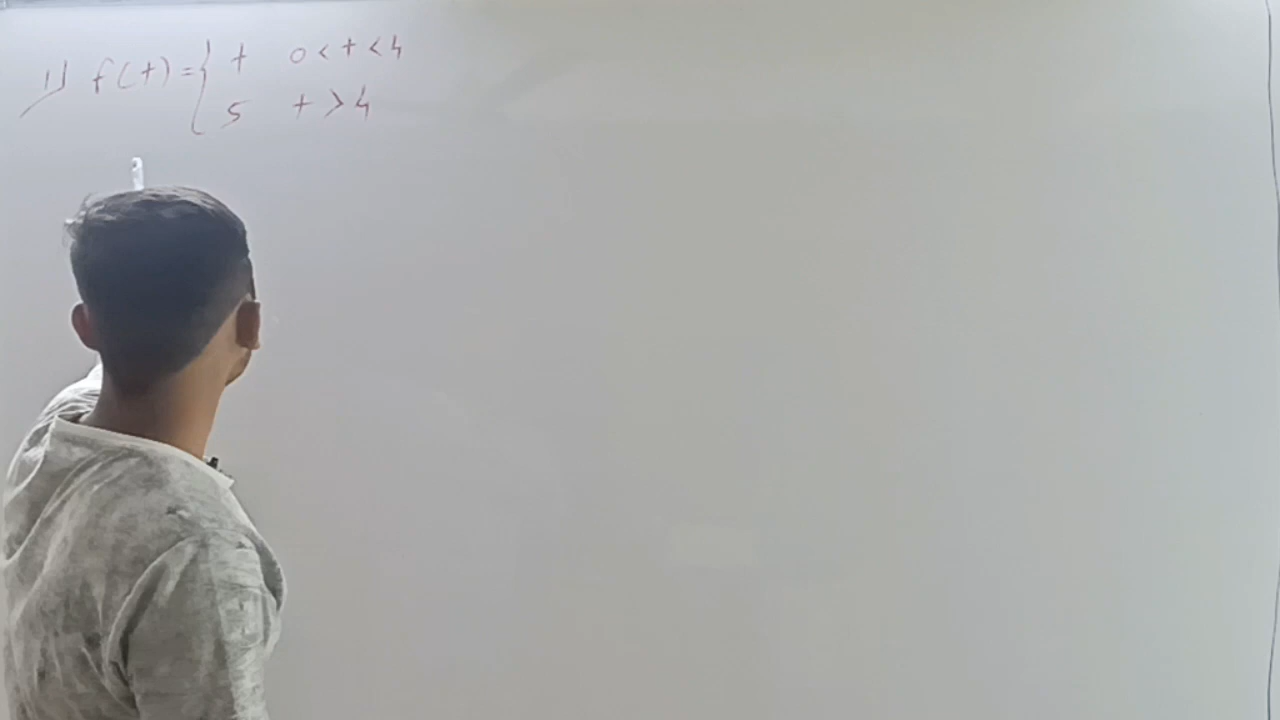 1) f(t) = { t 0 < t < 4
5 t > 4